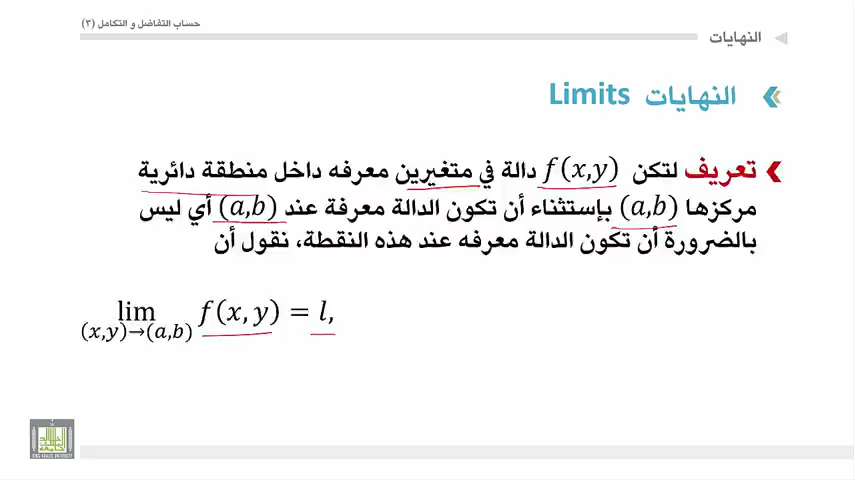 حساب التفاضل و التكامل (٣)
النهايات
النهايات Limits
تعريف لتكن f(x,y) دالة في متغيرين معرفه داخل منطقة دائرية
مركزها (a,b) بإستثناء أن تكون الدالة معرفة عند (a,b) أي ليس
بالضرورة أن تكون الدالة معرفه عند هذه النقطة، نقول أن
lim f(x, y) = l,
(x,y)→(a,b)